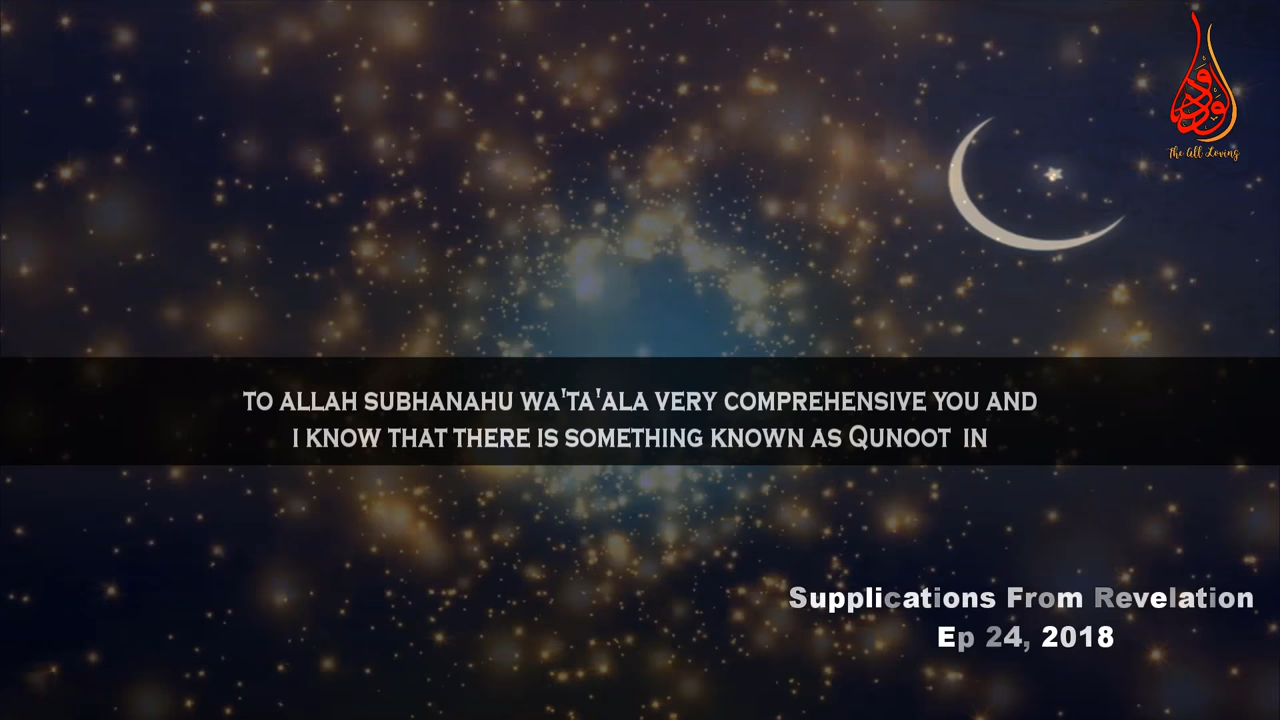 الودود
The All Loving
TO ALLAH SUBHANAHU WA'TA'ALA VERY COMPREHENSIVE YOU AND
I KNOW THAT THERE IS SOMETHING KNOWN AS QUNOOT IN
Supplications From Revelation
Ep 24, 2018